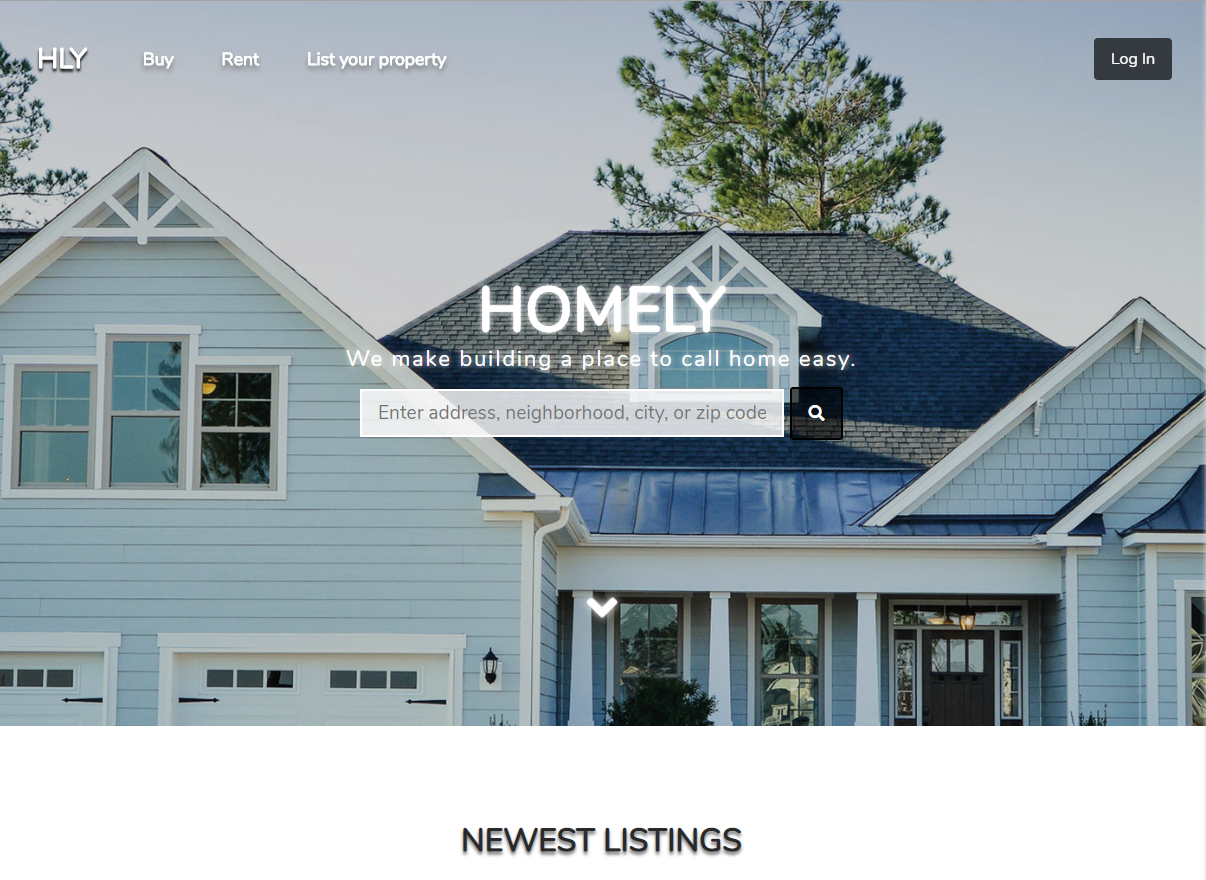 HLY Buy Rent List your property Log In
HOMELY
We make building a place to call home easy.
Enter address, neighborhood, city, or zip code
NEWEST LISTINGS